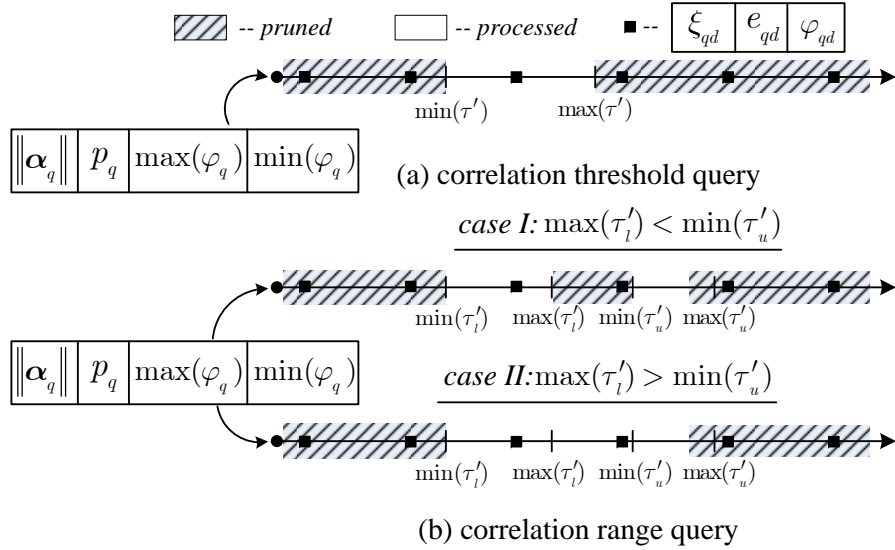 -- pruned -- processed -- ξ_qd e_qd φ_qd
min(τ′) max(τ′)
‖α_q‖ p_q max(φ_q) min(φ_q)
(a) correlation threshold query
case I: max(τ′_l) < min(τ′_u)
min(τ′_l) max(τ′_l) min(τ′_u) max(τ′_u)
‖α_q‖ p_q max(φ_q) min(φ_q)
case II: max(τ′_l) > min(τ′_u)
min(τ′_l) max(τ′_l) min(τ′_u) max(τ′_u)
(b) correlation range query